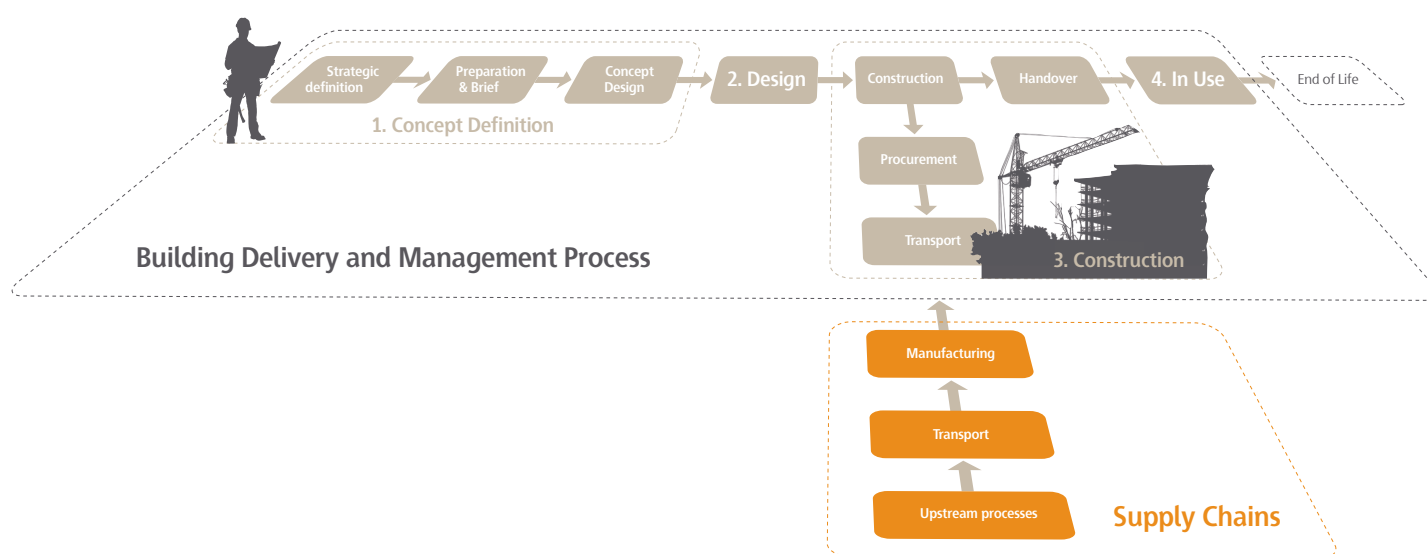 Strategic
definition
Preparation
& Brief
Concept
Design
2. Design
Construction
Handover
4. In Use
End of Life
1. Concept Definition
Procurement
Transport
3. Construction
Building Delivery and Management Process
Manufacturing
Transport
Upstream processes
Supply Chains